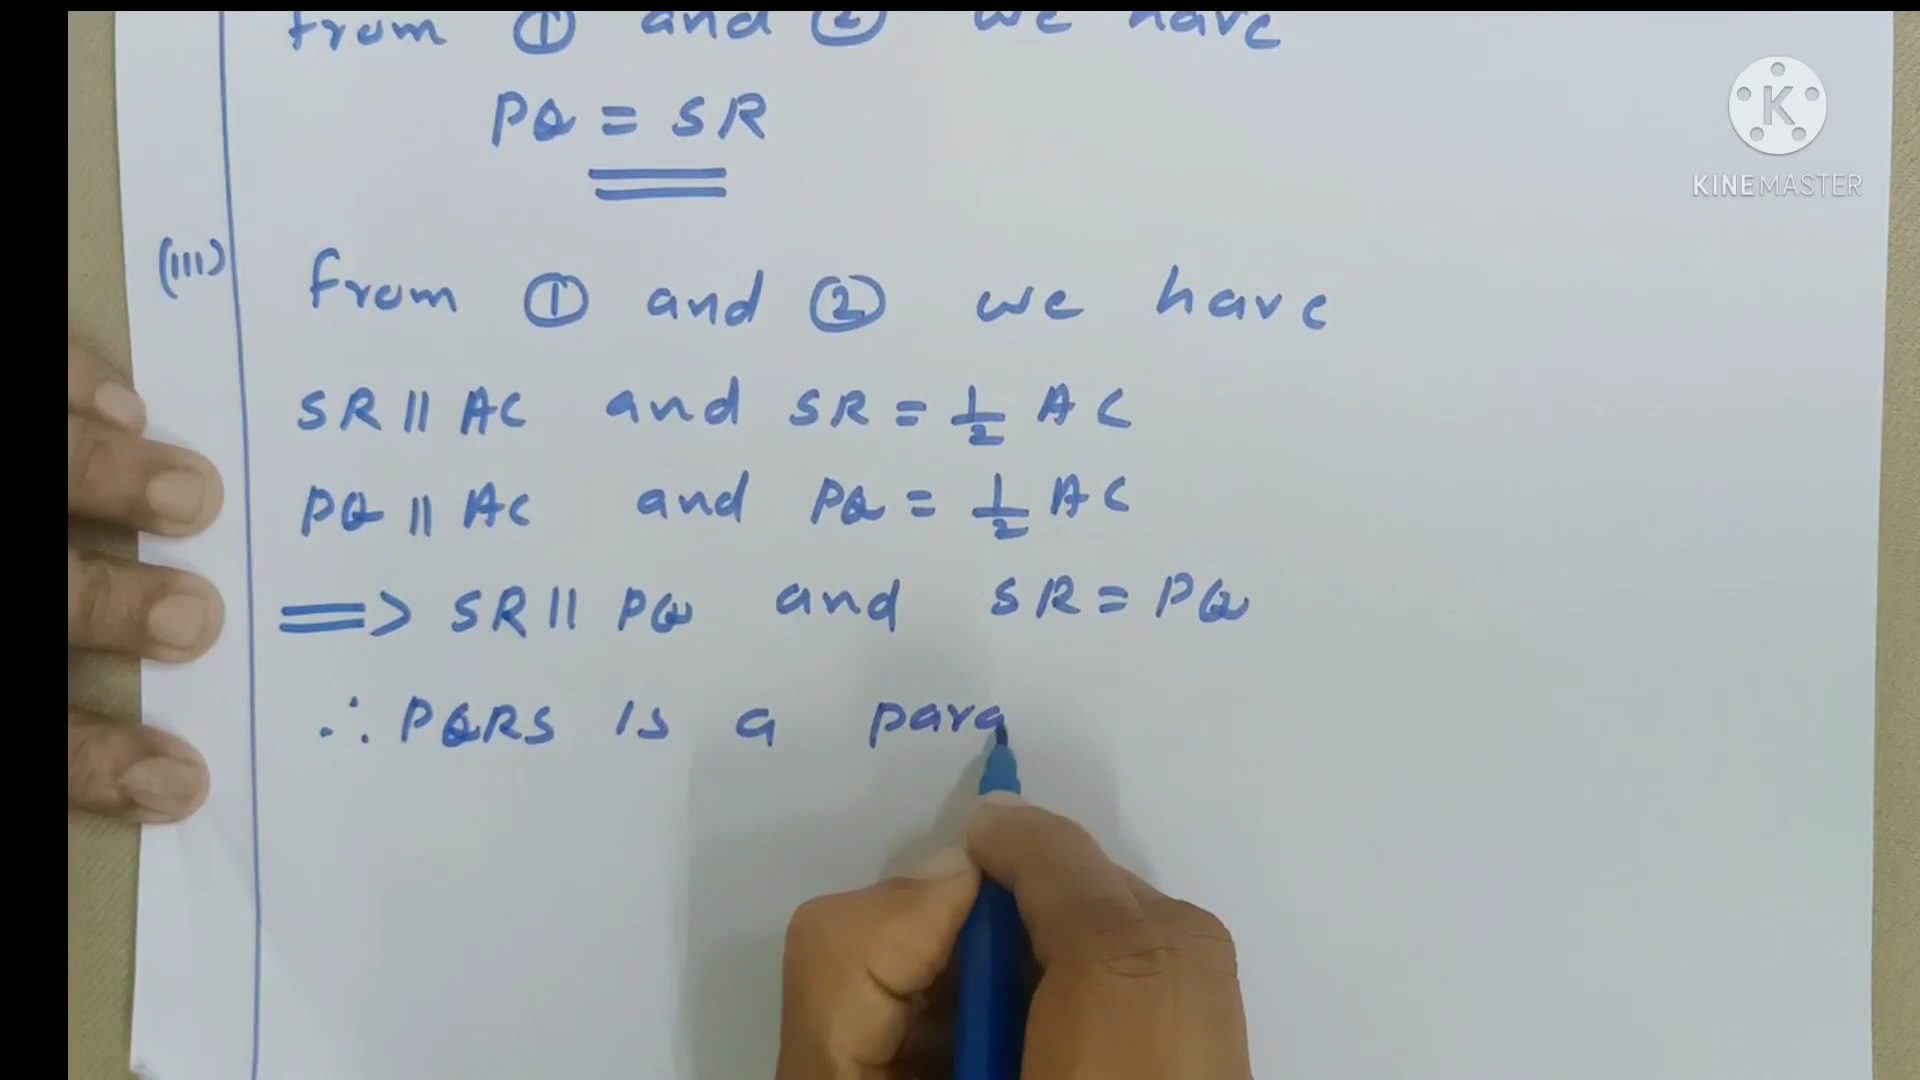 from ① and ② we have
PQ = SR
(iii) from ① and ② we have
SR || AC and SR = 1/2 AC
PQ || AC and PQ = 1/2 AC
=> SR || PQ and SR = PQ
∴ PQRS is a para
K
KINEMASTER